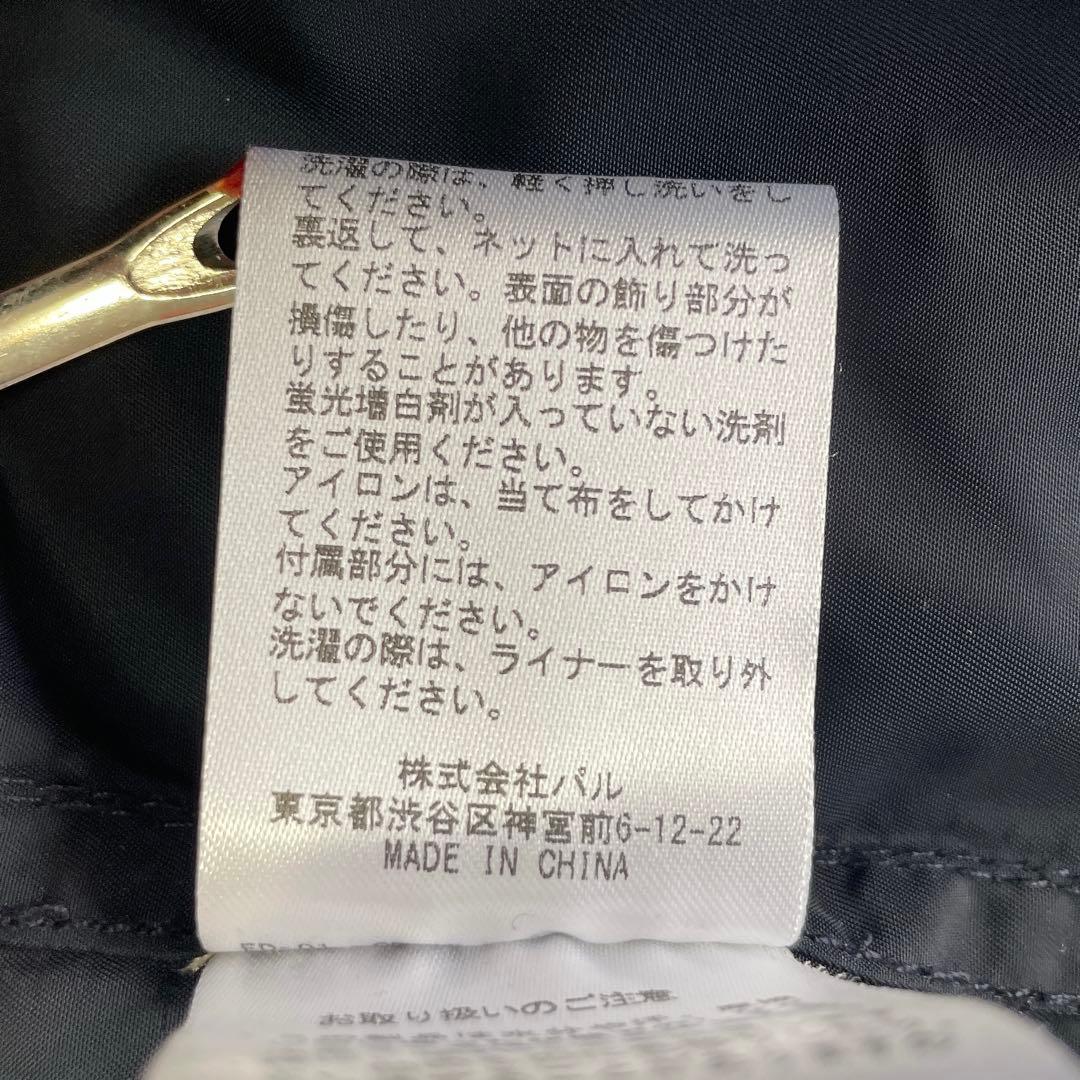 洗濯の際は、軽く押し洗いをし
てください。
裏返して、ネットに入れて洗っ
てください。表面の飾り部分が
損傷したり、他の物を傷つけた
りすることがあります。
蛍光増白剤が入っていない洗剤
をご使用ください。
アイロンは、当て布をしてかけ
てください。
付属部分には、アイロンをかけ
ないでください。
洗濯の際は、ライナーを取り外
してください。
株式会社パル
東京都渋谷区神宮前6-12-22
MADE IN CHINA
お取り扱いのご注意